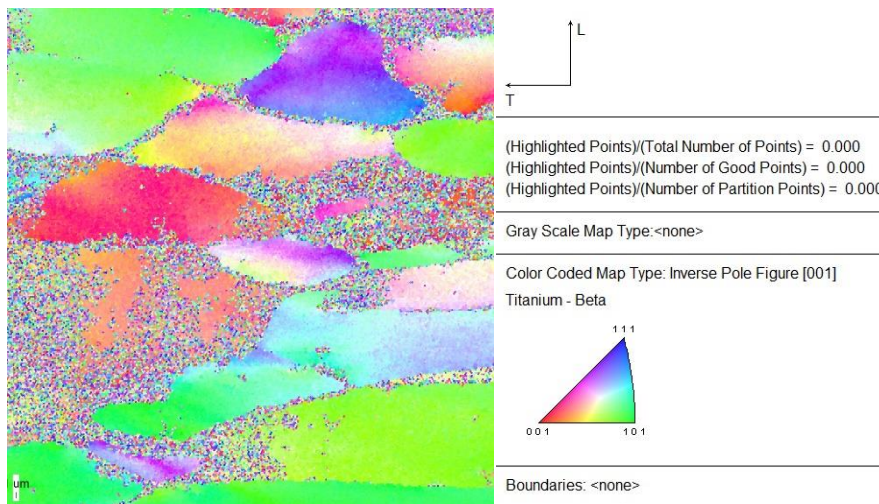 L
T
(Highlighted Points)/(Total Number of Points) = 0.000
(Highlighted Points)/(Number of Good Points) = 0.000
(Highlighted Points)/(Number of Partition Points) = 0.000
Gray Scale Map Type:<none>
Color Coded Map Type: Inverse Pole Figure [001]
Titanium - Beta
1 1 1
0 0 1
1 0 1
um
Boundaries: <none>